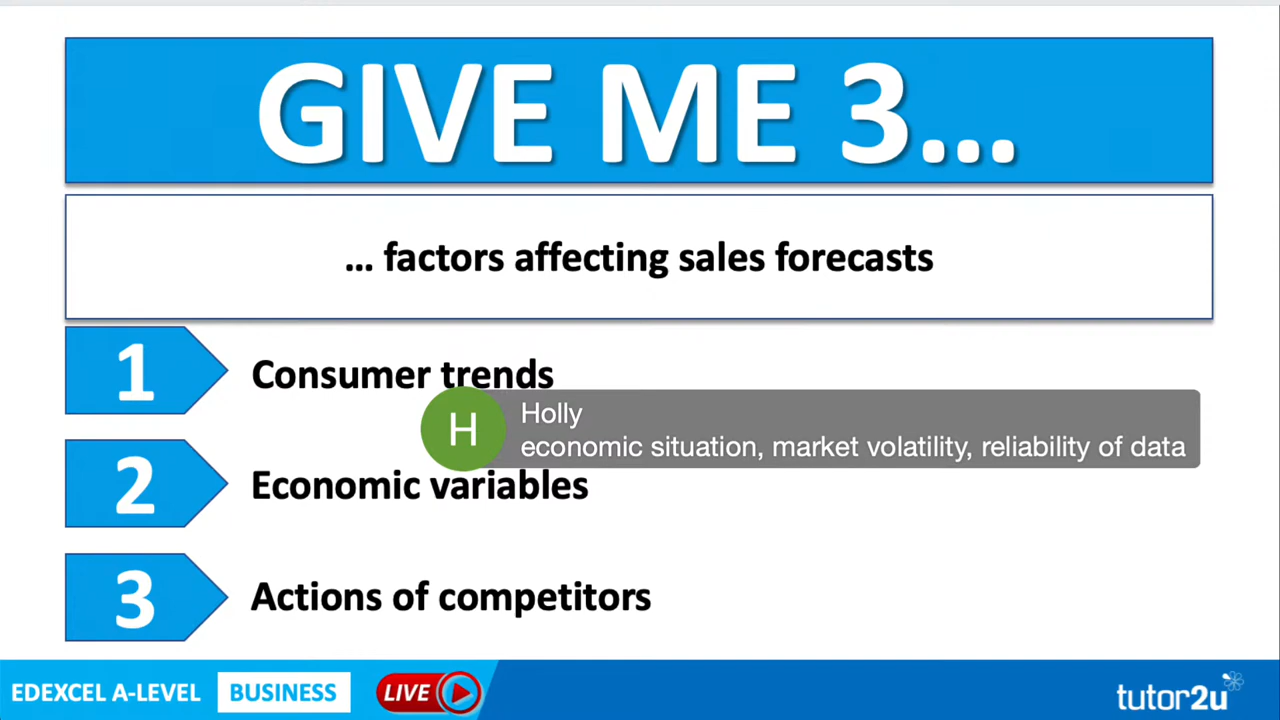 GIVE ME 3...
... factors affecting sales forecasts
1 Consumer trends
H
Holly
economic situation, market volatility, reliability of data
2 Economic variables
3 Actions of competitors
EDEXCEL A-LEVEL BUSINESS LIVE tutor2u